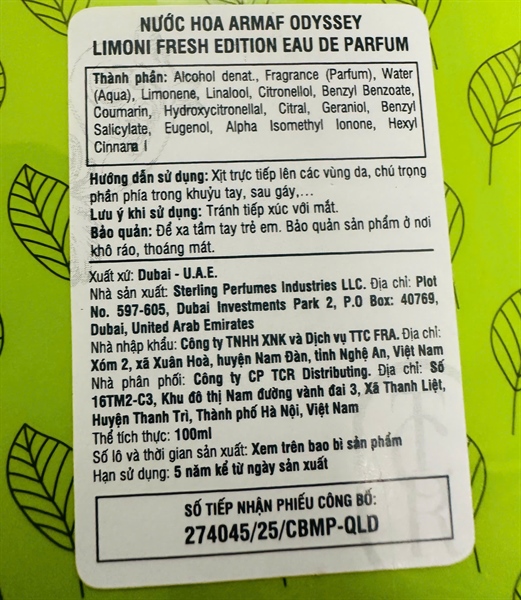 NƯỚC HOA ARMAF ODYSSEY
LIMONI FRESH EDITION EAU DE PARFUM
Thành phần: Alcohol denat., Fragrance (Parfum), Water
(Aqua), Limonene, Linalool, Citronellol, Benzyl Benzoate,
Coumarin, Hydroxycitronellal, Citral, Geraniol, Benzyl
Salicylate, Eugenol, Alpha Isomethyl Ionone, Hexyl
Cinnama l
Hướng dẫn sử dụng: Xịt trực tiếp lên các vùng da, chú trọng
phần phía trong khuỷu tay, sau gáy,...
Lưu ý khi sử dụng: Tránh tiếp xúc với mắt.
Bảo quản: Để xa tầm tay trẻ em. Bảo quản sản phẩm ở nơi
khô ráo, thoáng mát.
Xuất xứ: Dubai - U.A.E.
Nhà sản xuất: Sterling Perfumes Industries LLC. Địa chỉ: Plot
No. 597-605, Dubai Investments Park 2, P.O Box: 40769,
Dubai, United Arab Emirates
Nhà nhập khẩu: Công ty TNHH XNK và Dịch vụ TTC FRA. Địa chỉ:
Xóm 2, xã Xuân Hoà, huyện Nam Đàn, tỉnh Nghệ An, Việt Nam
Nhà phân phối: Công ty CP TCR Distributing. Địa chỉ: Số
16TM2-C3, Khu đô thị Nam đường vành đai 3, Xã Thanh Liệt,
Huyện Thanh Trì, Thành phố Hà Nội, Việt Nam
Thể tích thực: 100ml
Số lô và thời gian sản xuất: Xem trên bao bì sản phẩm
Hạn sử dụng: 5 năm kể từ ngày sản xuất
SỐ TIẾP NHẬN PHIẾU CÔNG BỐ:
274045/25/CBMP-QLD